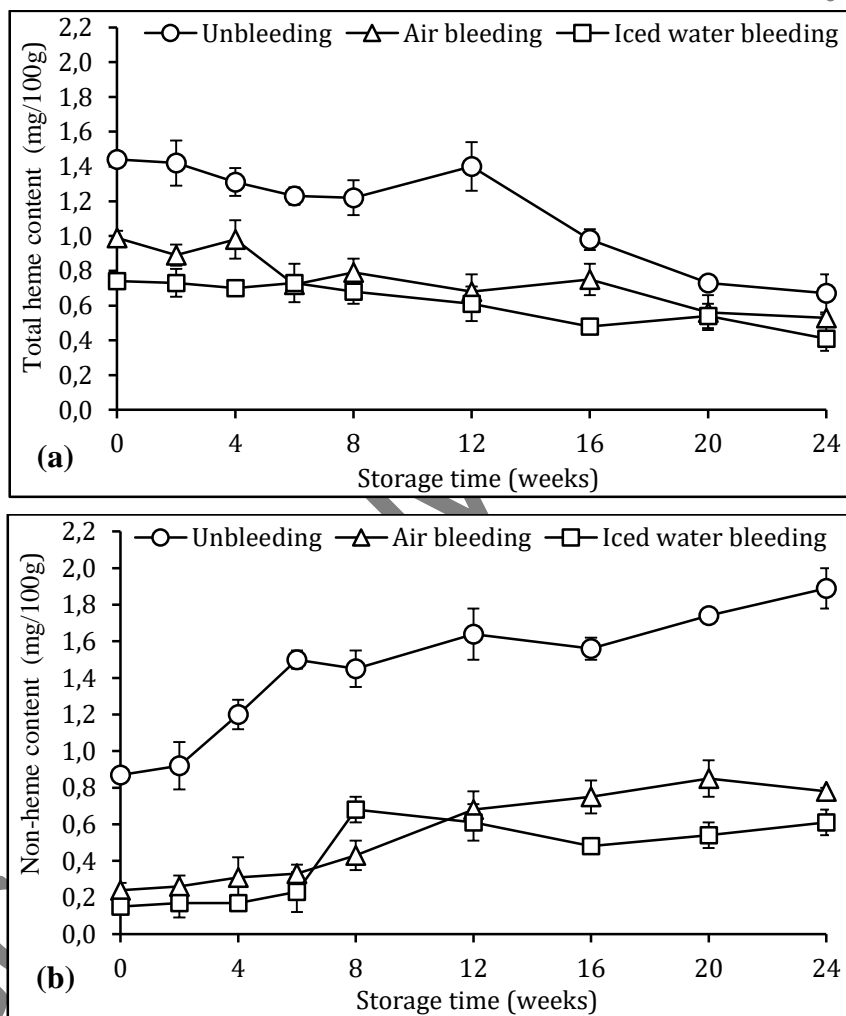 Unbleeding Air bleeding Iced water bleeding
2,2
2,0
1,8
1,6
1,4
1,2
1,0
0,8
0,6
0,4
0,2
0,0
Total heme content (mg/100g)
0 4 8 12 16 20 24
(a)
Storage time (weeks)
Unbleeding Air bleeding Iced water bleeding
2,2
2,0
1,8
1,6
1,4
1,2
1,0
0,8
0,6
0,4
0,2
0,0
Non-heme content (mg/100g)
0 4 8 12 16 20 24
(b)
Storage time (weeks)